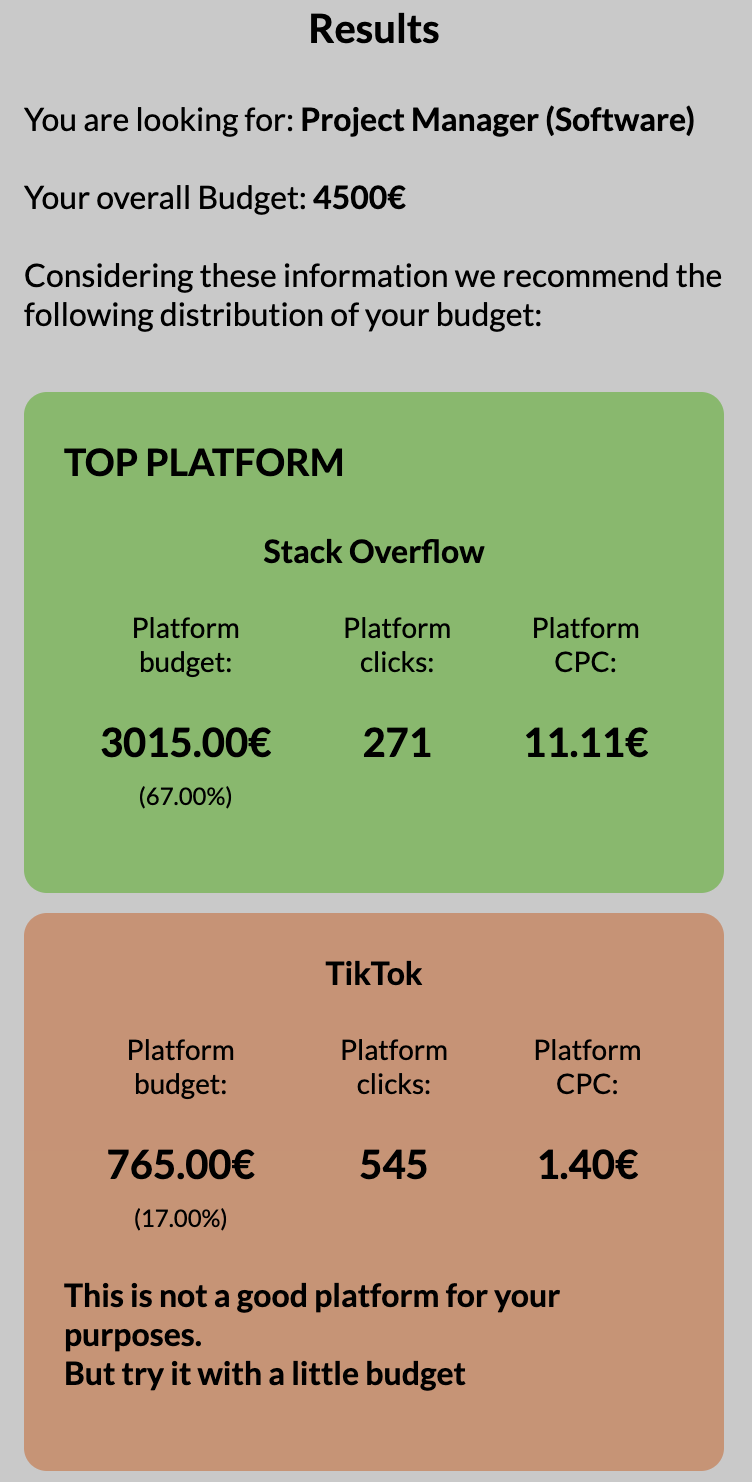 Results
You are looking for: Project Manager (Software)
Your overall Budget: 4500€
Considering these information we recommend the
following distribution of your budget:
TOP PLATFORM
Stack Overflow
Platform budget:
Platform clicks:
Platform CPC:
3015.00€ 271 11.11€
(67.00%)
TikTok
Platform budget:
Platform clicks:
Platform CPC:
765.00€ 545 1.40€
(17.00%)
This is not a good platform for your
purposes.
But try it with a little budget